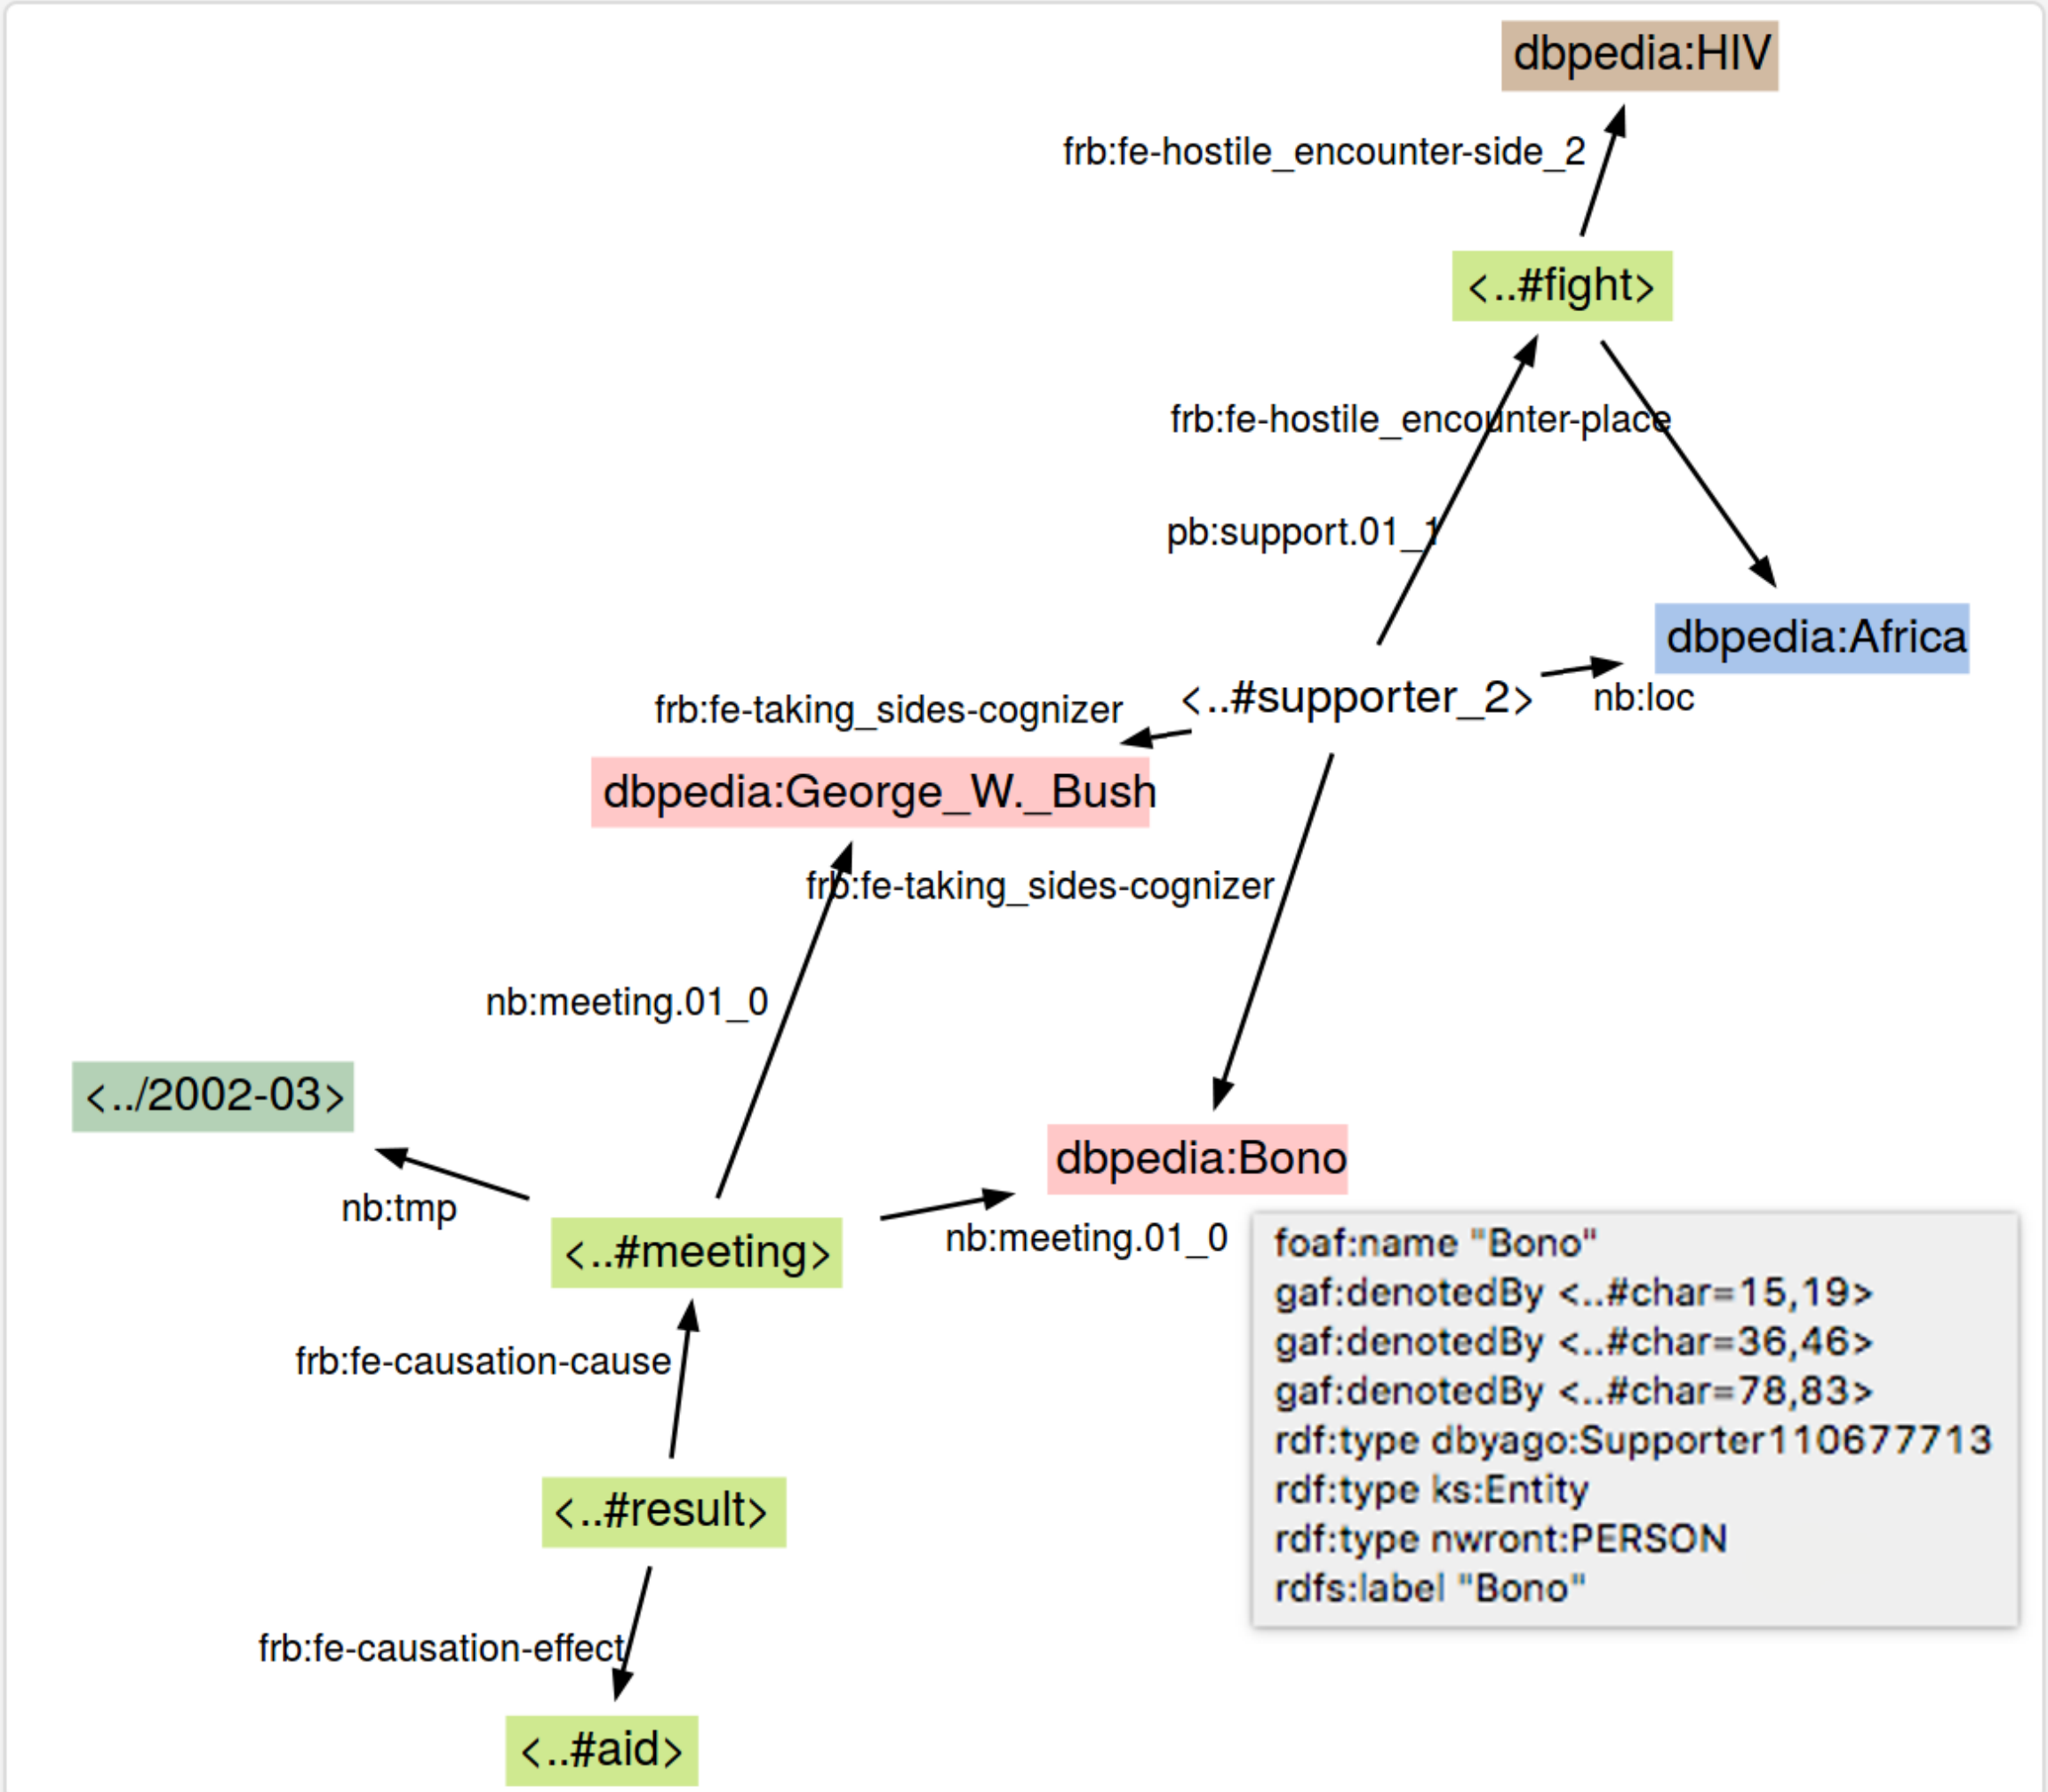 dbpedia:HIV
frb:fe-hostile_encounter-side_2
<..#fight>
frb:fe-hostile_encounter-place
pb:support.01_1
dbpedia:Africa
<..#supporter_2>
nb:loc
frb:fe-taking_sides-cognizer
dbpedia:George_W._Bush
frb:fe-taking_sides-cognizer
nb:meeting.01_0
<../2002-03>
dbpedia:Bono
nb:tmp
<..#meeting>
nb:meeting.01_0
foaf:name "Bono"
gaf:denotedBy <..#char=15,19>
gaf:denotedBy <..#char=36,46>
gaf:denotedBy <..#char=78,83>
rdf:type dbyago:Supporter110677713
rdf:type ks:Entity
rdf:type nwront:PERSON
rdfs:label "Bono"
frb:fe-causation-cause
<..#result>
frb:fe-causation-effect
<..#aid>